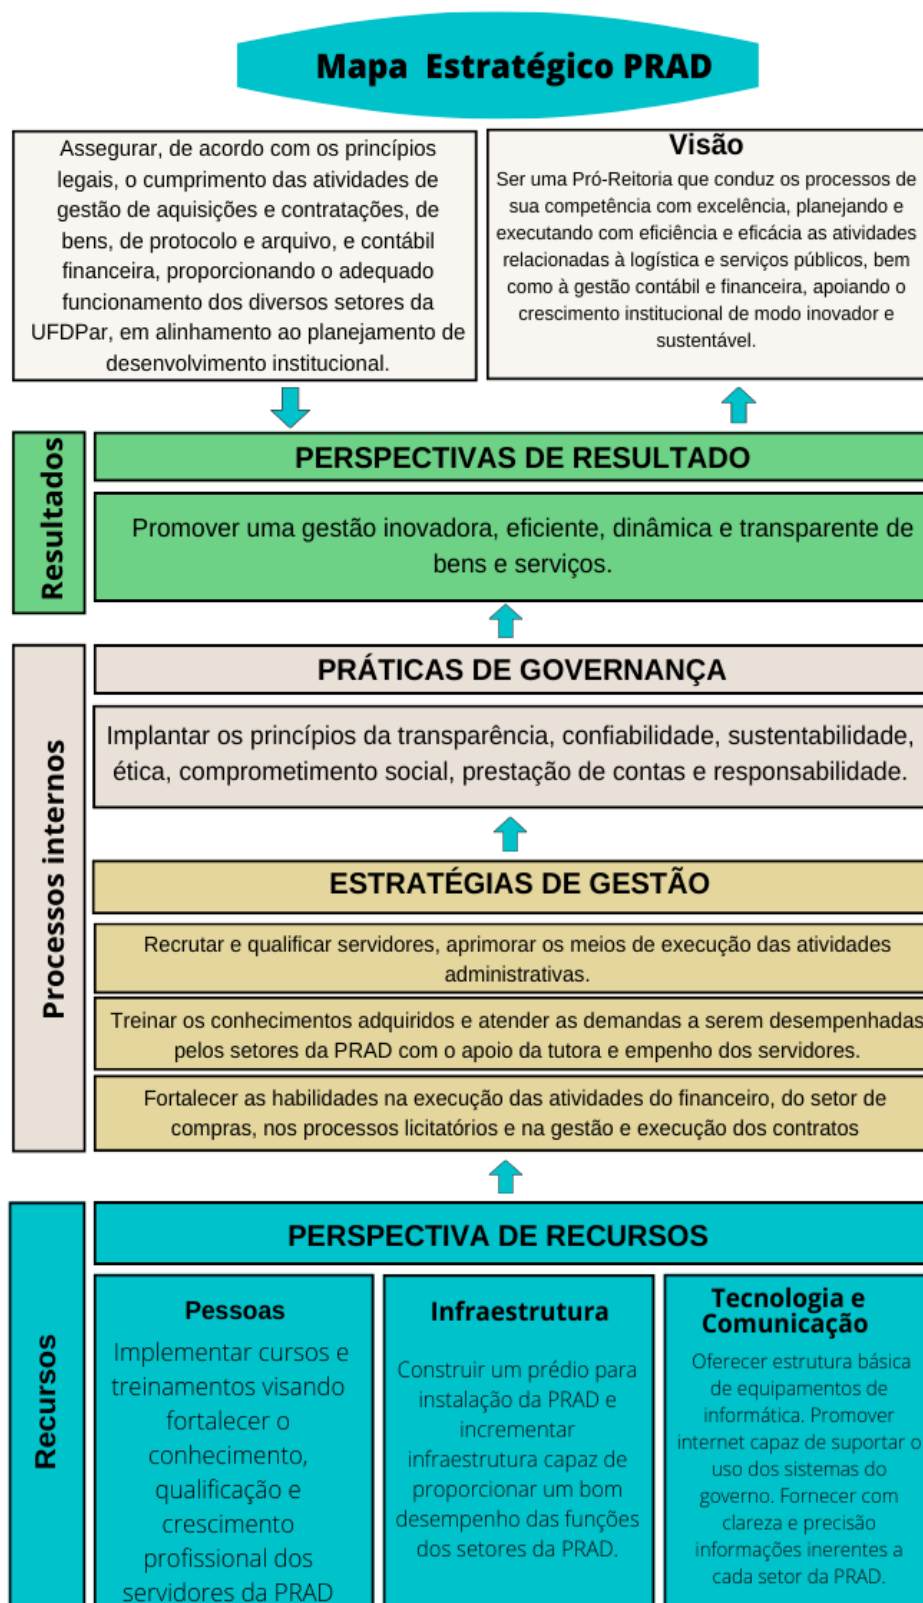 Mapa Estratégico PRAD
Assegurar, de acordo com os princípios
legais, o cumprimento das atividades de
gestão de aquisições e contratações, de
bens, de protocolo e arquivo, e contábil
financeira, proporcionando o adequado
funcionamento dos diversos setores da
UFDPar, em alinhamento ao planejamento de
desenvolvimento institucional.
Visão
Ser uma Pró-Reitoria que conduz os processos de
sua competência com excelência, planejando e
executando com eficiência e eficácia as atividades
relacionadas à logística e serviços públicos, bem
como à gestão contábil e financeira, apoiando o
crescimento institucional de modo inovador e
sustentável.
Resultados
PERSPECTIVAS DE RESULTADO
Promover uma gestão inovadora, eficiente, dinâmica e transparente de
bens e serviços.
Processos internos
PRÁTICAS DE GOVERNANÇA
Implantar os princípios da transparência, confiabilidade, sustentabilidade,
ética, comprometimento social, prestação de contas e responsabilidade.
ESTRATÉGIAS DE GESTÃO
Recrutar e qualificar servidores, aprimorar os meios de execução das atividades
administrativas.
Treinar os conhecimentos adquiridos e atender as demandas a serem desempenhadas
pelos setores da PRAD com o apoio da tutora e empenho dos servidores.
Fortalecer as habilidades na execução das atividades do financeiro, do setor de
compras, nos processos licitatórios e na gestão e execução dos contratos
Recursos
PERSPECTIVA DE RECURSOS
Pessoas
Implementar cursos e
treinamentos visando
fortalecer o
conhecimento,
qualificação e
crescimento
profissional dos
servidores da PRAD
Infraestrutura
Construir um prédio para
instalação da PRAD e
incrementar
infraestrutura capaz de
proporcionar um bom
desempenho das funções
dos setores da PRAD.
Tecnologia e
Comunicação
Oferecer estrutura básica
de equipamentos de
informática. Promover
internet capaz de suportar o
uso dos sistemas do
governo. Fornecer com
clareza e precisão
informações inerentes a
cada setor da PRAD.